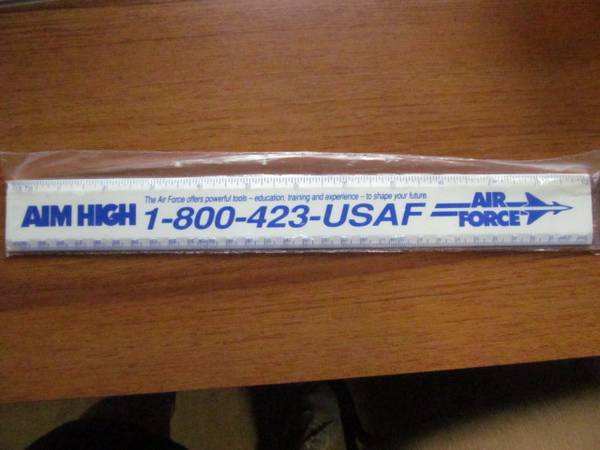 The Air Force offers powerful tools – education, training and experience – to shape your future.
AIM HIGH 1-800-423-USAF
AIR
FORCE